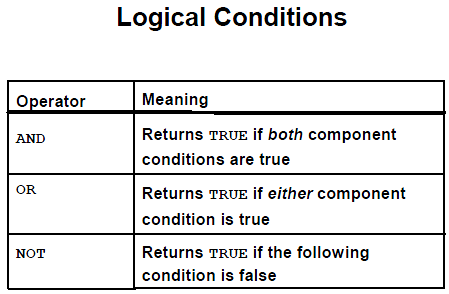 Logical Conditions
Operator Meaning
AND Returns TRUE if both component
conditions are true
OR Returns TRUE if either component
condition is true
NOT Returns TRUE if the following
condition is false